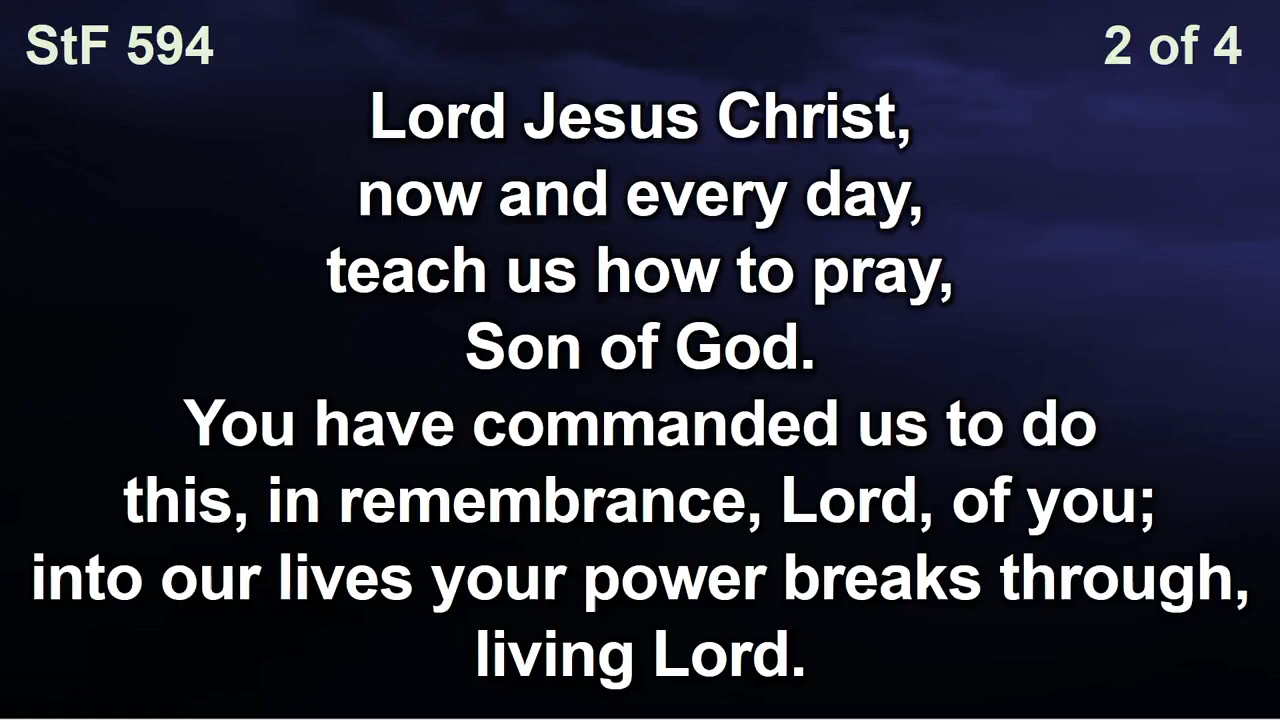 StF 594
2 of 4
Lord Jesus Christ,
now and every day,
teach us how to pray,
Son of God.
You have commanded us to do
this, in remembrance, Lord, of you;
into our lives your power breaks through,
living Lord.